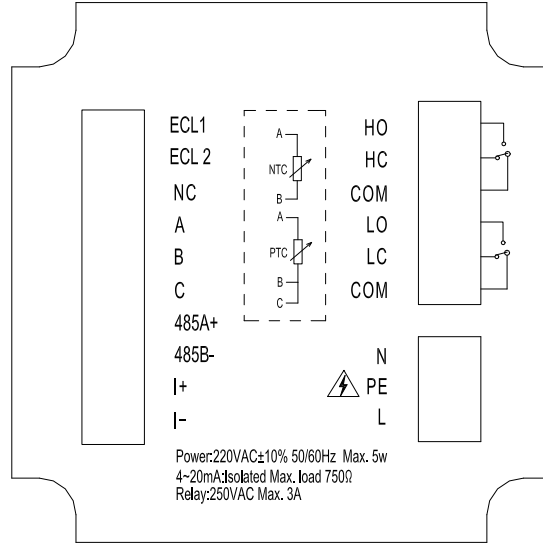 ECL1
ECL 2
NC
A
B
C
485A+
485B-
I+
I-
A
NTC
B
A
PTC
B
C
HO
HC
COM
LO
LC
COM
N
PE
L
Power:220VAC±10% 50/60Hz Max. 5w
4~20mA:Isolated Max. load 750Ω
Relay:250VAC Max. 3A